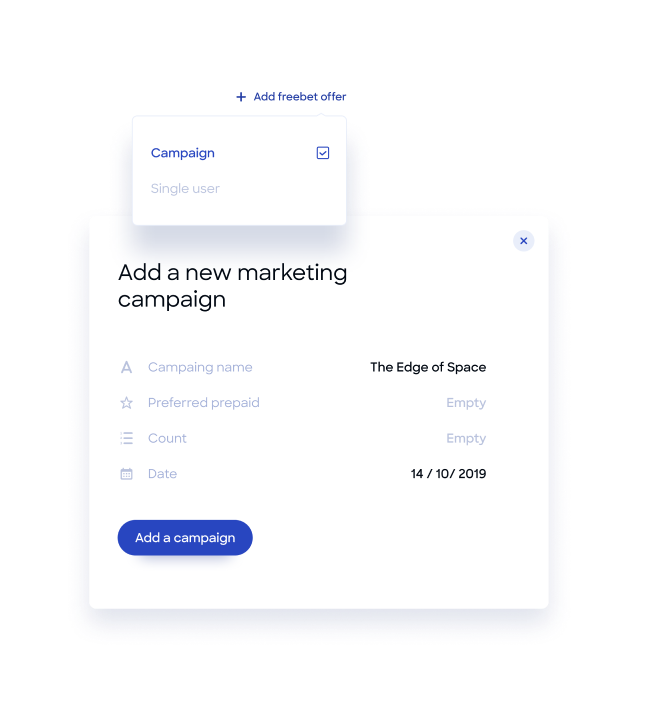 + Add freebet offer
Campaign
Single user
Add a new marketing
campaign
Campaing name The Edge of Space
Preferred prepaid Empty
Count Empty
Date 14 / 10/ 2019
Add a campaign